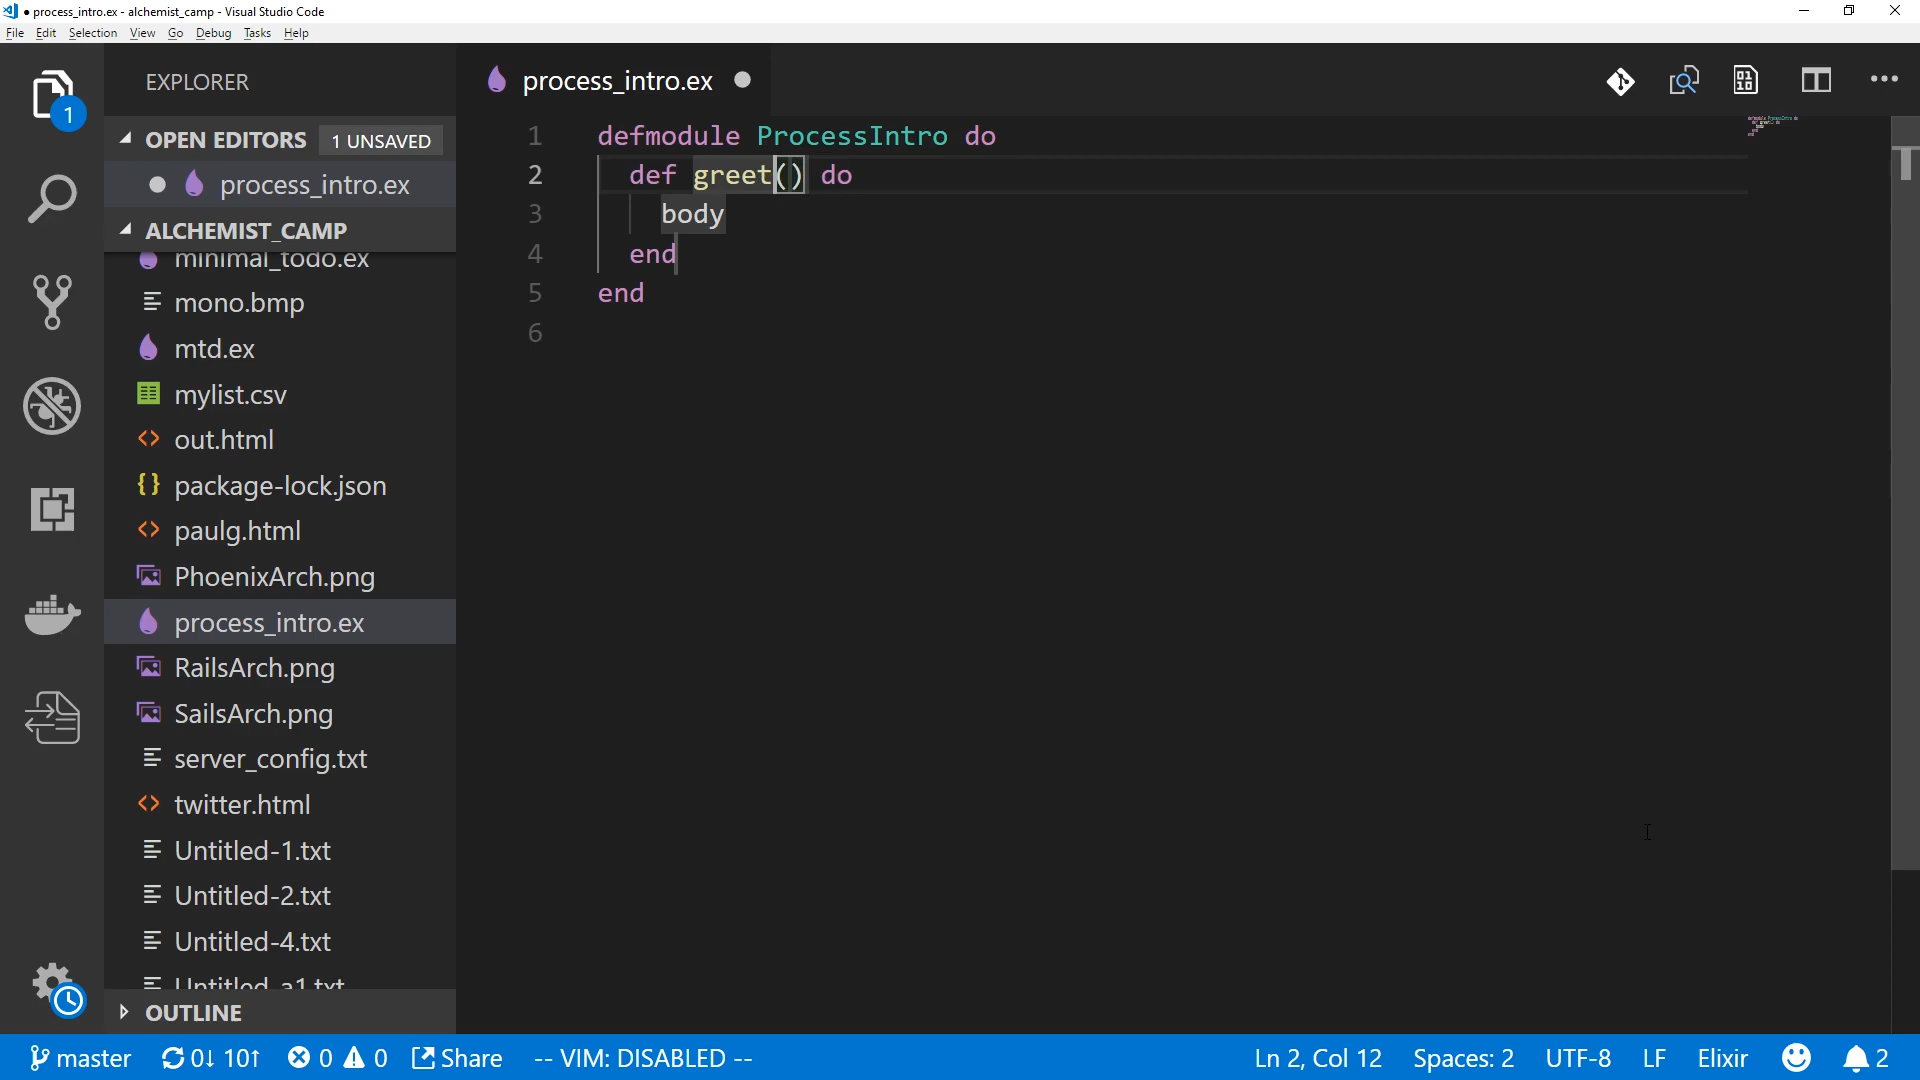 ● process_intro.ex - alchemist_camp - Visual Studio Code
File Edit Selection View Go Debug Tasks Help
EXPLORER
OPEN EDITORS 1 UNSAVED
process_intro.ex
ALCHEMIST_CAMP
minimal_todo.ex
mono.bmp
mtd.ex
mylist.csv
out.html
package-lock.json
paulg.html
PhoenixArch.png
process_intro.ex
RailsArch.png
SailsArch.png
server_config.txt
twitter.html
Untitled-1.txt
Untitled-2.txt
Untitled-4.txt
Untitled-a1.txt
OUTLINE
1
process_intro.ex
1 defmodule ProcessIntro do
2 def greet() do
3 body
4 end
5 end
6
master 0↓ 10↑ 0 0 Share -- VIM: DISABLED -- Ln 2, Col 12 Spaces: 2 UTF-8 LF Elixir 2